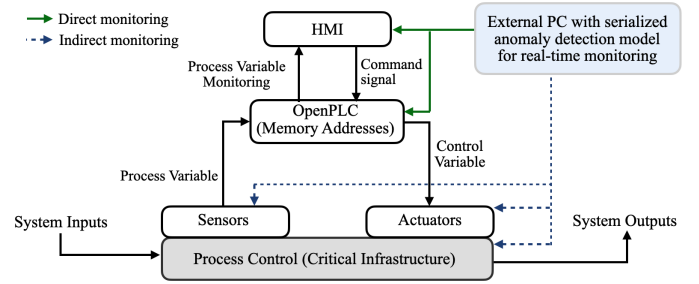 Direct monitoring
Indirect monitoring
HMI
External PC with serialized
anomaly detection model
for real-time monitoring
Process Variable
Monitoring
Command
signal
OpenPLC
(Memory Addresses)
Control
Variable
Process Variable
System Inputs
Sensors
Actuators
System Outputs
Process Control (Critical Infrastructure)